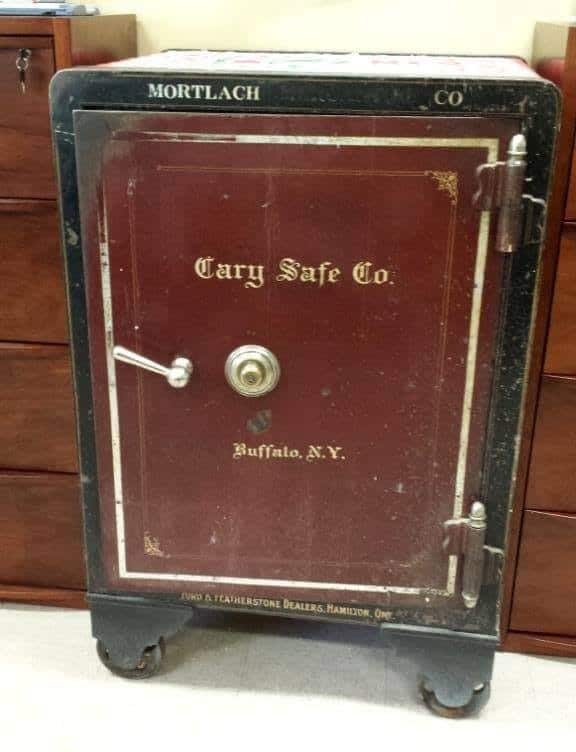 MORTLACH CO
Cary Safe Co.
Buffalo, N.Y.
FORD & FEATHERSTONE DEALERS, HAMILTON, ONT.